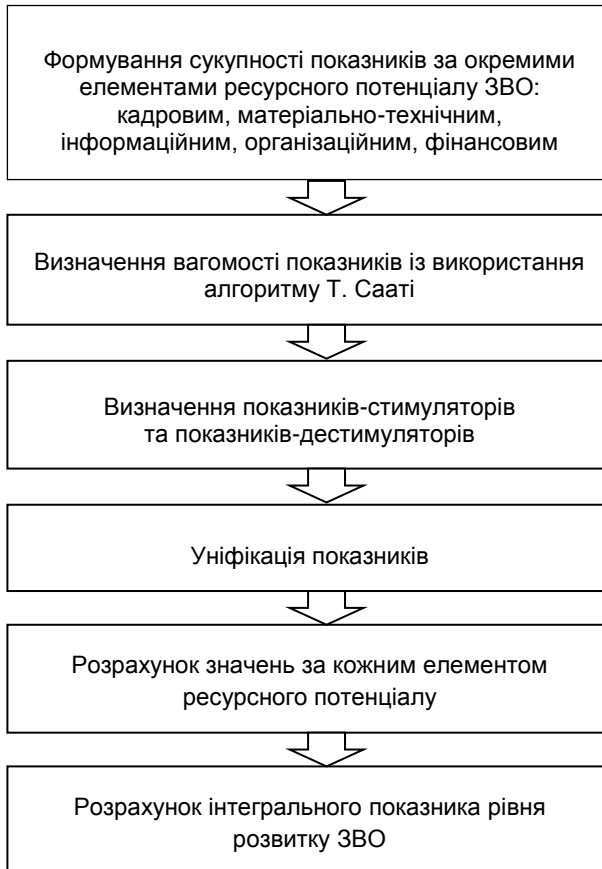 Формування сукупності показників за окремими
елементами ресурсного потенціалу ЗВО:
кадровим, матеріально-технічним,
інформаційним, організаційним, фінансовим
Визначення вагомості показників із використання
алгоритму Т. Сааті
Визначення показників-стимуляторів
та показників-дестимуляторів
Уніфікація показників
Розрахунок значень за кожним елементом
ресурсного потенціалу
Розрахунок інтегрального показника рівня
розвитку ЗВО